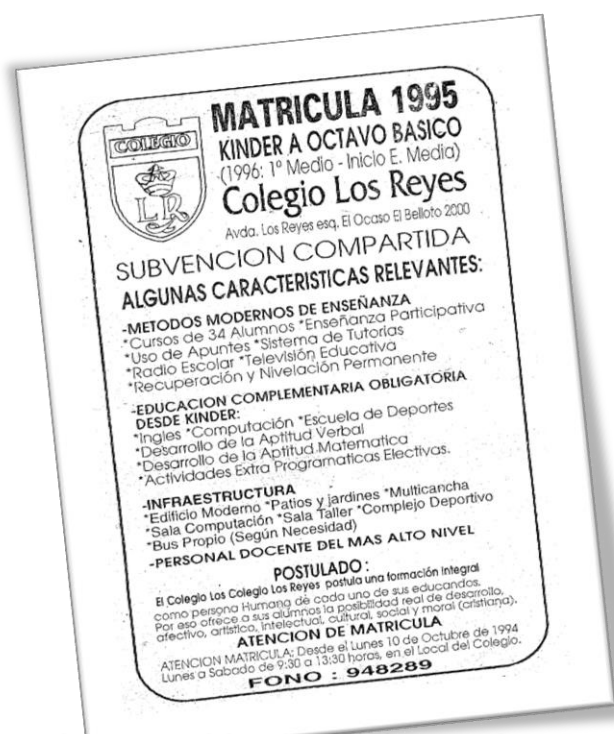 COLEGIO
LR
MATRICULA 1995
KINDER A OCTAVO BASICO
(1996: 1º Medio - Inicio E. Media)
Colegio Los Reyes
Avda. Los Reyes esq. El Ocaso El Belloto 2000
SUBVENCION COMPARTIDA
ALGUNAS CARACTERISTICAS RELEVANTES:
-METODOS MODERNOS DE ENSEÑANZA
*Cursos de 34 Alumnos *Enseñanza Participativa
*Uso de Apuntes *Sistema de Tutorias
*Radio Escolar *Televisión Educativa
*Recuperación y Nivelación Permanente
-EDUCACION COMPLEMENTARIA OBLIGATORIA
DESDE KINDER:
*Ingles *Computación *Escuela de Deportes
*Desarrollo de la Aptitud Verbal
*Desarrollo de la Aptitud Matematica
*Actividades Extra Programaticas Electivas.
-INFRAESTRUCTURA
*Edificio Moderno *Patios y jardines *Multicancha
*Sala Computación *Sala Taller *Complejo Deportivo
*Bus Propio (Según Necesidad)
-PERSONAL DOCENTE DEL MAS ALTO NIVEL
POSTULADO :
El Colegio Los Colegio Los Reyes postula una formación integral
como persona Humana de cada uno de sus educandos.
Por eso ofrece a sus alumnos la posibilidad real de desarrollo,
afectivo, artistico, intelectual, cultural, social y moral (cristiana).
ATENCION DE MATRICULA
ATENCION MATRICULA: Desde el Lunes 10 de Octubre de 1994
Lunes a Sabado de 9:30 a 13:30 horas, en el Local del Colegio.
FONO : 948289